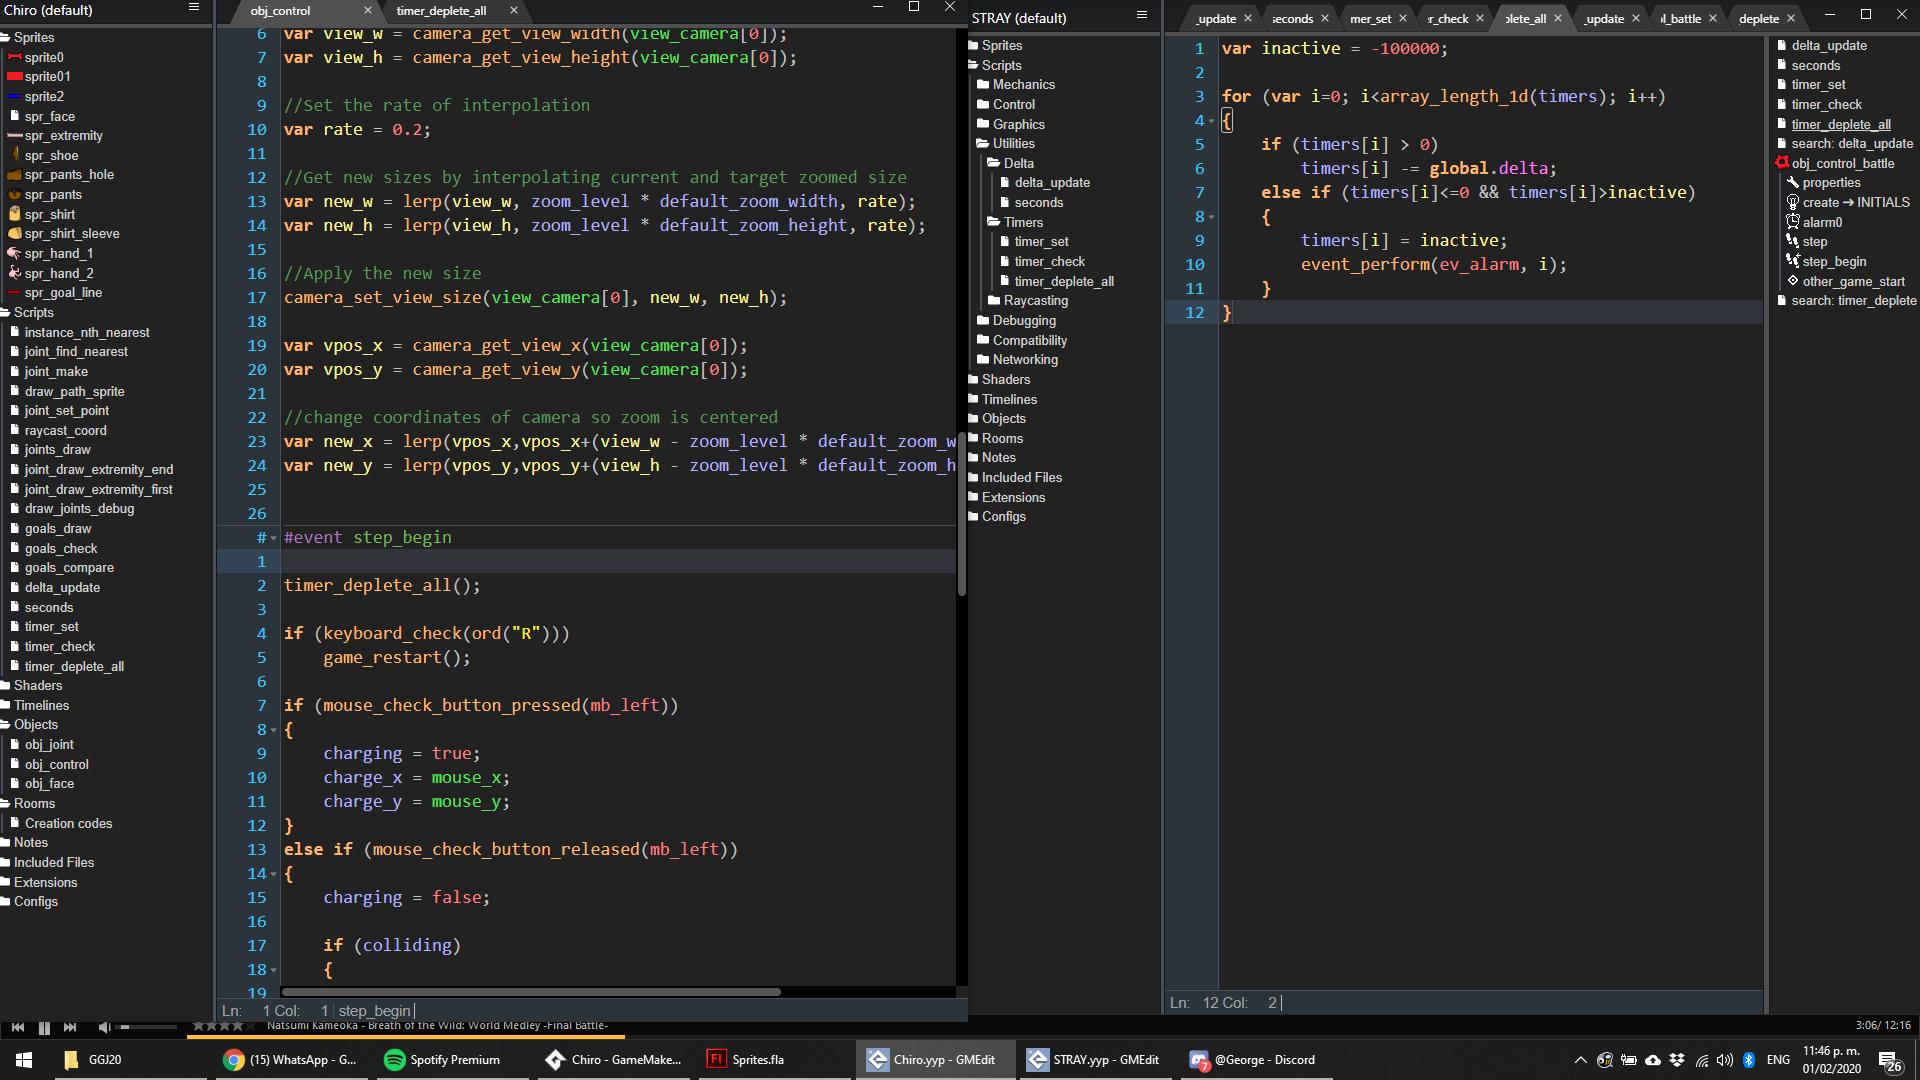 Chiro (default)
Sprites
sprite0
sprite01
sprite2
spr_face
spr_extremity
spr_shoe
spr_pants_hole
spr_pants
spr_shirt
spr_shirt_sleeve
spr_hand_1
spr_hand_2
spr_goal_line
Scripts
instance_nth_nearest
joint_find_nearest
joint_make
draw_path_sprite
joint_set_point
raycast_coord
joints_draw
joint_draw_extremity_end
joint_draw_extremity_first
draw_joints_debug
goals_draw
goals_check
goals_compare
delta_update
seconds
timer_set
timer_check
timer_deplete_all
Shaders
Timelines
Objects
obj_joint
obj_control
obj_face
Rooms
Creation codes
Notes
Included Files
Extensions
Configs
obj_control
timer_deplete_all
6 var view_w = camera_get_view_width(view_camera[0]);
7 var view_h = camera_get_view_height(view_camera[0]);
8
9 //Set the rate of interpolation
10 var rate = 0.2;
11
12 //Get new sizes by interpolating current and target zoomed size
13 var new_w = lerp(view_w, zoom_level * default_zoom_width, rate);
14 var new_h = lerp(view_h, zoom_level * default_zoom_height, rate);
15
16 //Apply the new size
17 camera_set_view_size(view_camera[0], new_w, new_h);
18
19 var vpos_x = camera_get_view_x(view_camera[0]);
20 var vpos_y = camera_get_view_y(view_camera[0]);
21
22 //change coordinates of camera so zoom is centered
23 var new_x = lerp(vpos_x,vpos_x+(view_w - zoom_level * default_zoom_w
24 var new_y = lerp(vpos_y,vpos_y+(view_h - zoom_level * default_zoom_h
25
26
# #event step_begin
1
2 timer_deplete_all();
3
4 if (keyboard_check(ord("R")))
5 game_restart();
6
7 if (mouse_check_button_pressed(mb_left))
8 {
9 charging = true;
10 charge_x = mouse_x;
11 charge_y = mouse_y;
12 }
13 else if (mouse_check_button_released(mb_left))
14 {
15 charging = false;
16
17 if (colliding)
18 {
19
Ln: 1 Col: 1 step_begin
STRAY (default)
Sprites
Scripts
Mechanics
Control
Graphics
Utilities
Delta
delta_update
seconds
Timers
timer_set
timer_check
timer_deplete_all
Raycasting
Debugging
Compatibility
Networking
Shaders
Timelines
Objects
Rooms
Notes
Included Files
Extensions
Configs
_update
seconds
mer_set
r_check
plete_all
_update
l_battle
deplete
1 var inactive = -100000;
2
3 for (var i=0; i<array_length_1d(timers); i++)
4 {
5 if (timers[i] > 0)
6 timers[i] -= global.delta;
7 else if (timers[i]<=0 && timers[i]>inactive)
8 {
9 timers[i] = inactive;
10 event_perform(ev_alarm, i);
11 }
12 }
Ln: 12 Col: 2
delta_update
seconds
timer_set
timer_check
timer_deplete_all
search: delta_update
obj_control_battle
properties
create → INITIALS
alarm0
step
step_begin
other_game_start
search: timer_deplete
Natsumi Kameoka - Breath of the Wild: World Medley -Final Battle-
3:06/ 12:16
GGJ20
(15) WhatsApp - G...
Spotify Premium
Chiro - GameMake...
Fl
Sprites.fla
Chiro.yyp - GMEdit
STRAY.yyp - GMEdit
7
@George - Discord
ENG
11:46 p. m.
01/02/2020
26